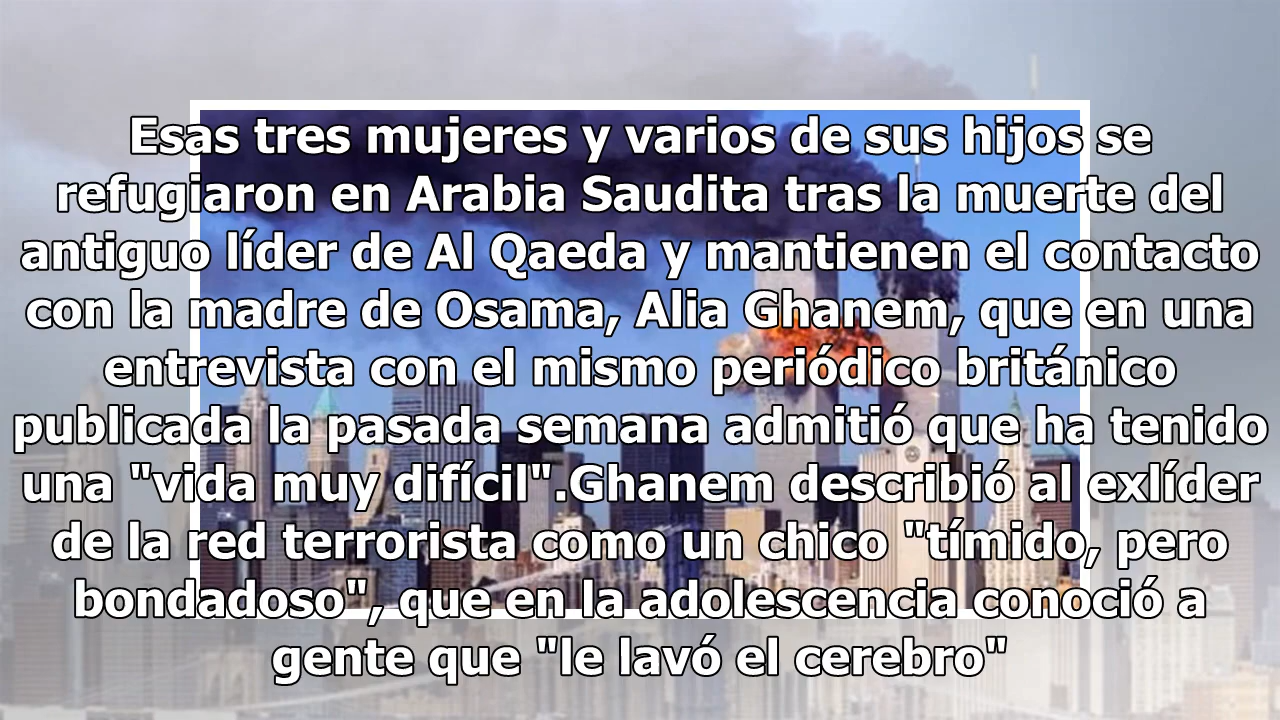 Esas tres mujeres y varios de sus hijos se
refugiaron en Arabia Saudita tras la muerte del
antiguo líder de Al Qaeda y mantienen el contacto
con la madre de Osama, Alia Ghanem, que en una
entrevista con el mismo periódico británico
publicada la pasada semana admitió que ha tenido
una "vida muy difícil".Ghanem describió al exlíder
de la red terrorista como un chico "tímido, pero
bondadoso", que en la adolescencia conoció a
gente que "le lavó el cerebro"